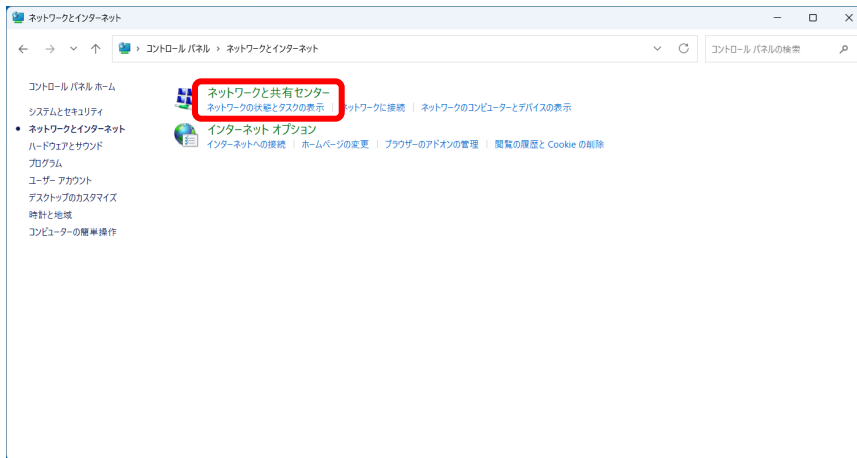 ネットワークとインターネット
コントロール パネル › ネットワークとインターネット
コントロール パネルの検索
コントロール パネル ホーム
システムとセキュリティ
ネットワークとインターネット
ハードウェアとサウンド
プログラム
ユーザー アカウント
デスクトップのカスタマイズ
時計と地域
コンピューターの簡単操作
ネットワークと共有センター
ネットワークの状態とタスクの表示 | ネットワークに接続 | ネットワークのコンピューターとデバイスの表示
インターネット オプション
インターネットへの接続 | ホームページの変更 | ブラウザーのアドオンの管理 | 閲覧の履歴と Cookie の削除